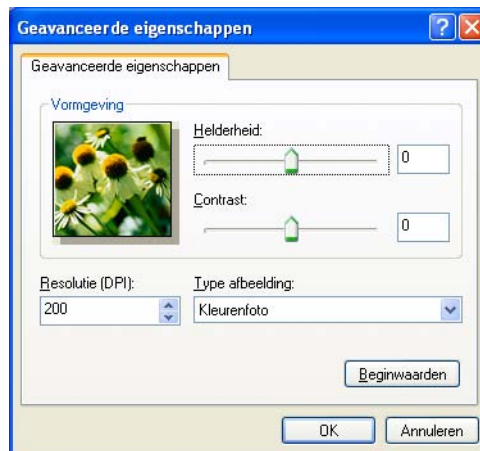 Geavanceerde eigenschappen
Geavanceerde eigenschappen
Vormgeving
Helderheid:
0
Contrast:
0
Resolutie (DPI):
200
Type afbeelding:
Kleurenfoto
Beginwaarden
OK
Annuleren